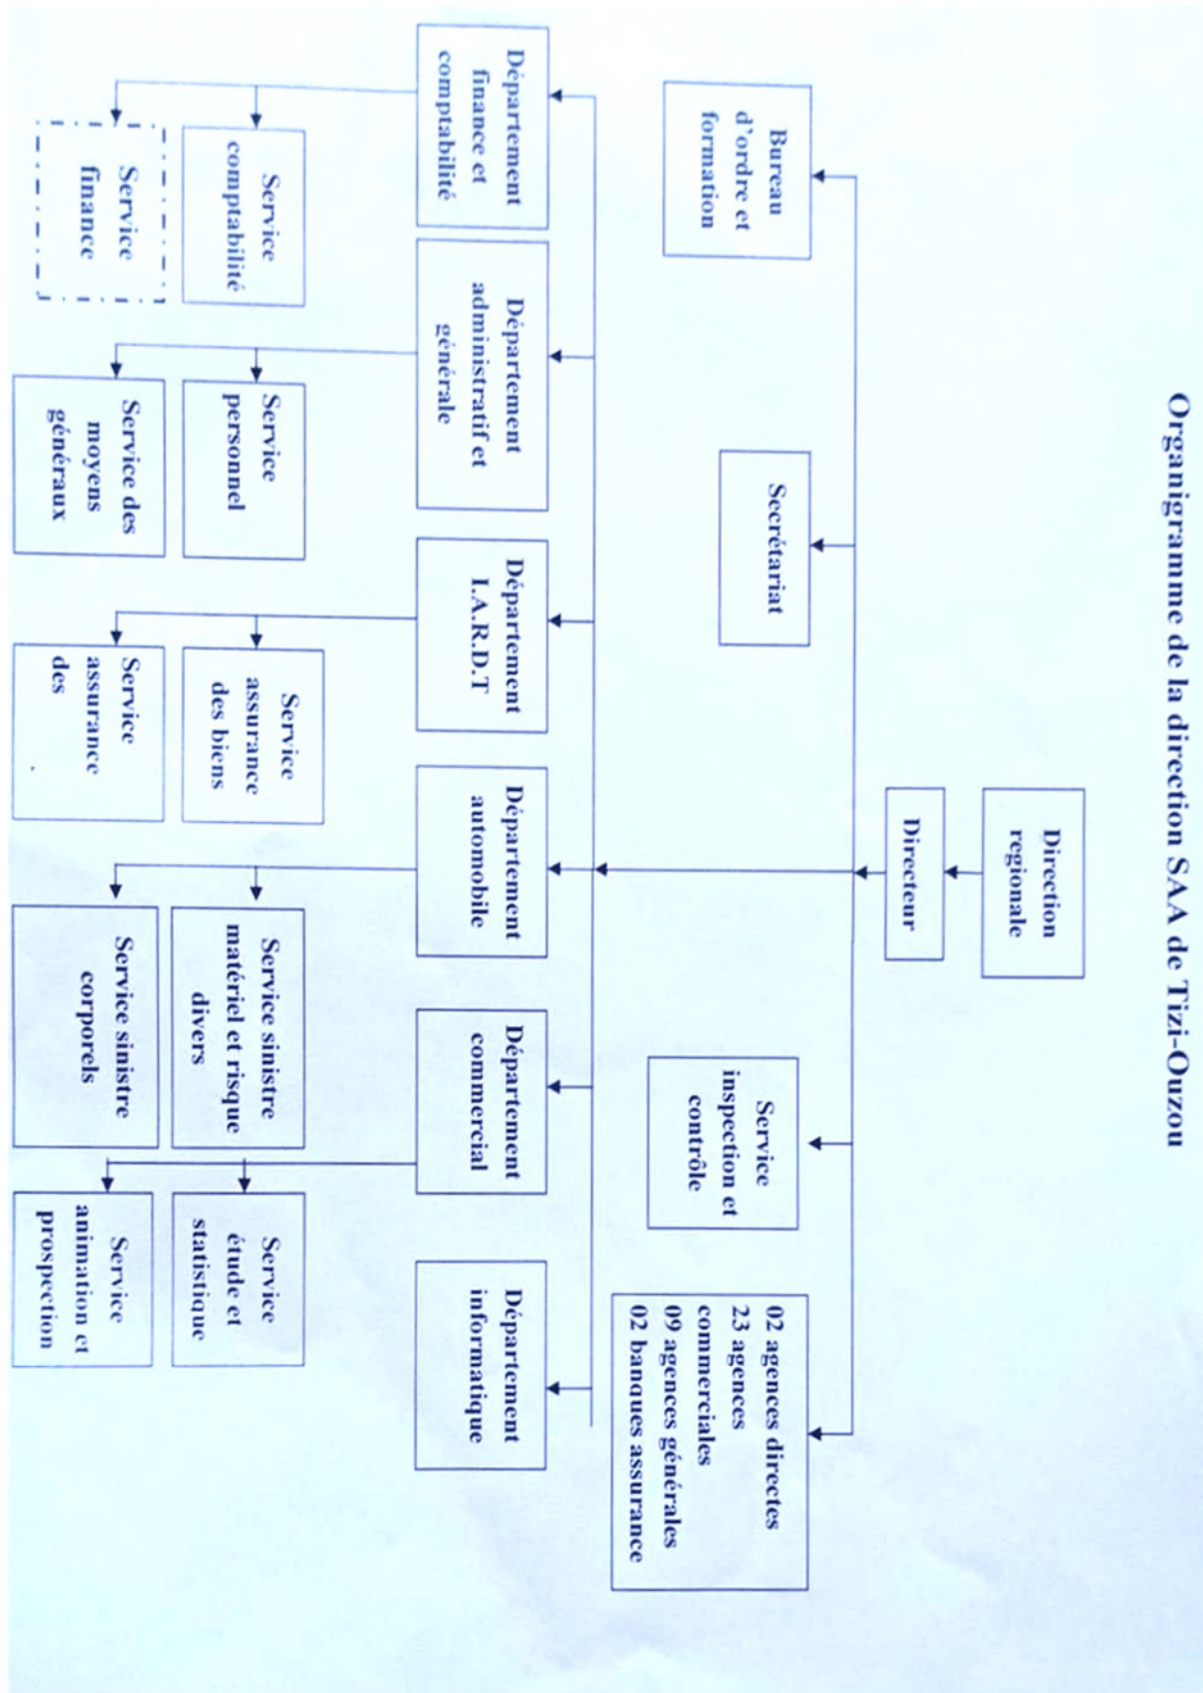 Organigramme de la direction SAA de Tizi-Ouzou
Direction
regionale
Directeur
Bureau
d'ordre et
formation
Secrétariat
Service
inspection et
contrôle
02 agences directes
23 agences
commerciales
09 agences générales
02 banques assurance
Département
finance et
comptabilité
Département
administratif et
générale
Département
I.A.R.D.T
Département
automobile
Département
commercial
Département
informatique
Service
comptabilité
Service
finance
Service
personnel
Service des
moyens
généraux
Service
assurance
des biens
Service
assurance
des
Service sinistre
matériel et risque
divers
Service sinistre
corporels
Service
étude et
statistique
Service
animation et
prospection